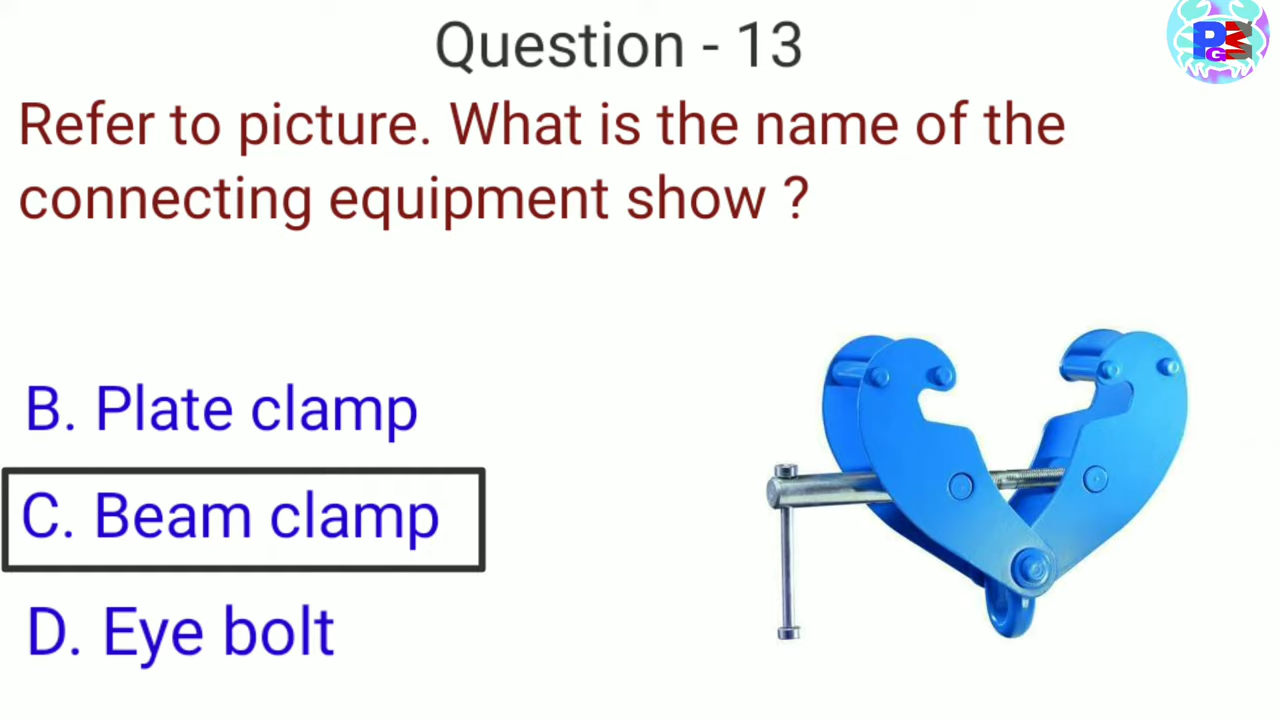 Question - 13
Refer to picture. What is the name of the
connecting equipment show ?
B. Plate clamp
C. Beam clamp
D. Eye bolt
PGM